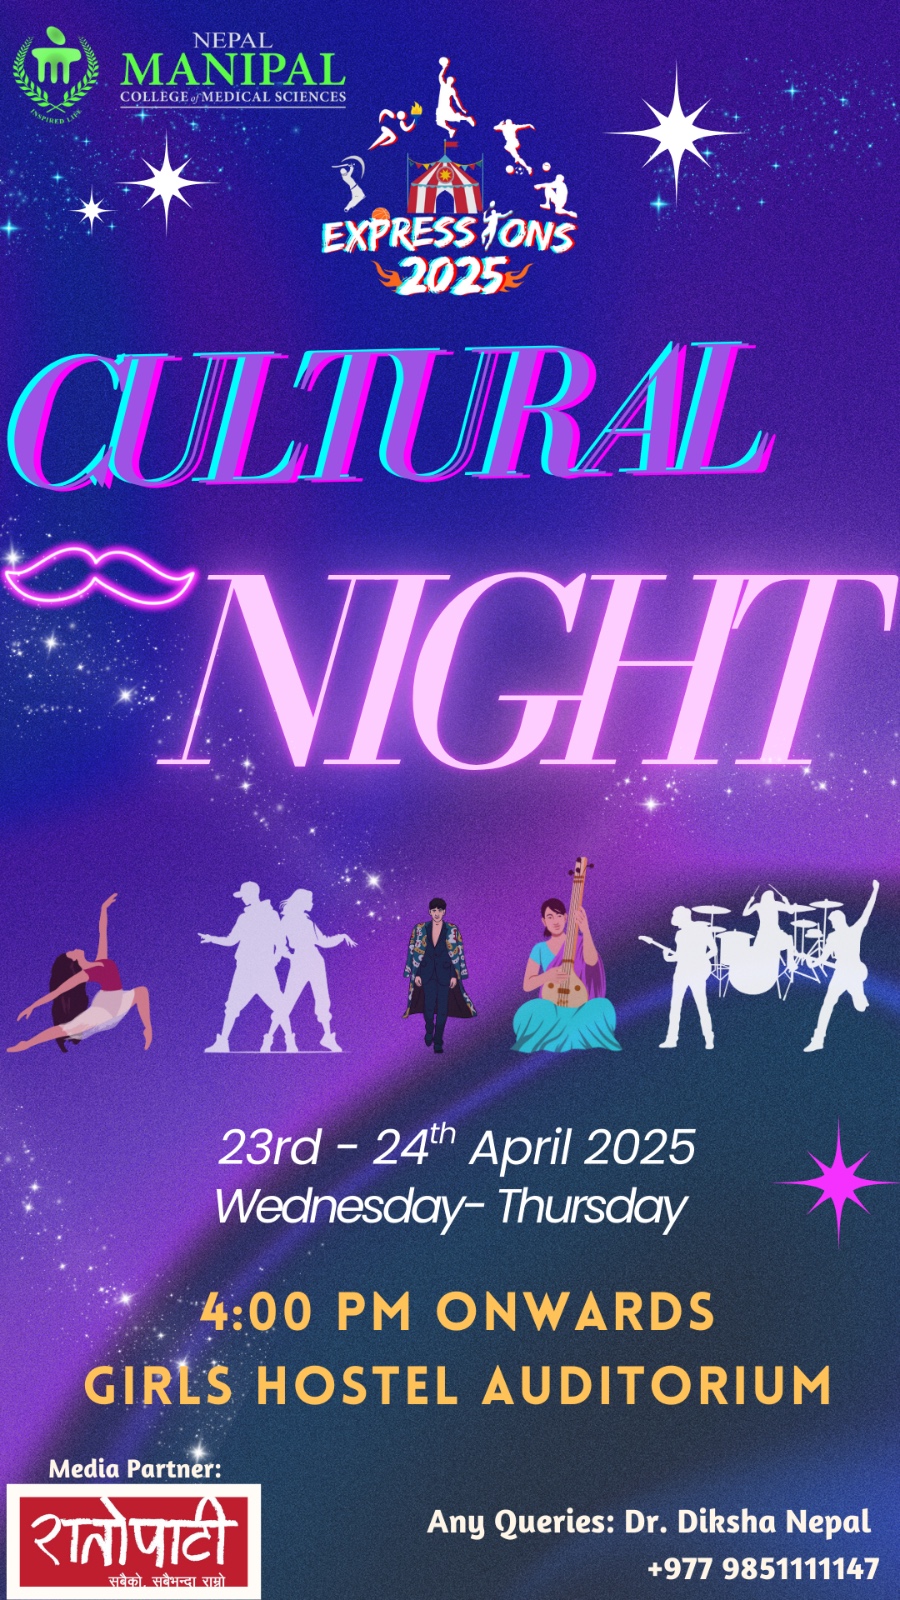 NEPAL
MANIPAL
COLLEGE of MEDICAL SCIENCES
INSPIRED LIFE
EXPRESSIONS
2025
CULTURAL
NIGHT
23rd - 24th April 2025
Wednesday- Thursday
4:00 PM ONWARDS
GIRLS HOSTEL AUDITORIUM
Media Partner:
रातोपाटी
सबैको, सबैभन्दा राम्रो
Any Queries: Dr. Diksha Nepal
+977 9851111147